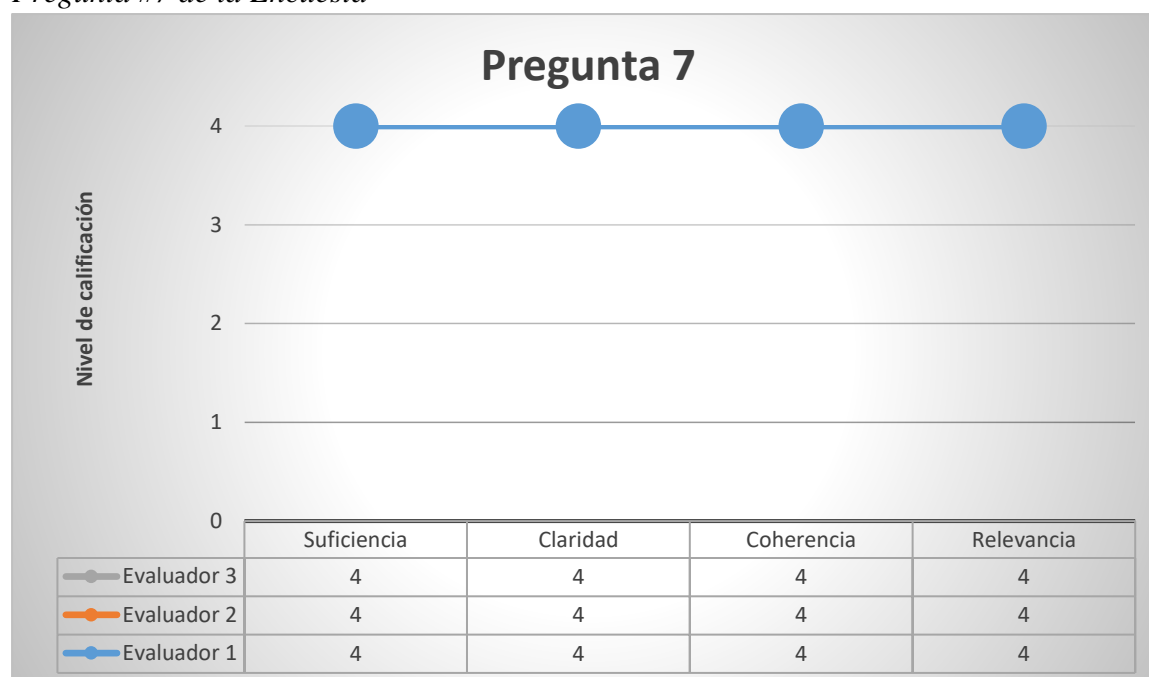 Pregunta #7 de la Encuesta
Pregunta 7
Nivel de calificación
4
3
2
1
0
Suficiencia Claridad Coherencia Relevancia
Evaluador 3 4 4 4 4
Evaluador 2 4 4 4 4
Evaluador 1 4 4 4 4